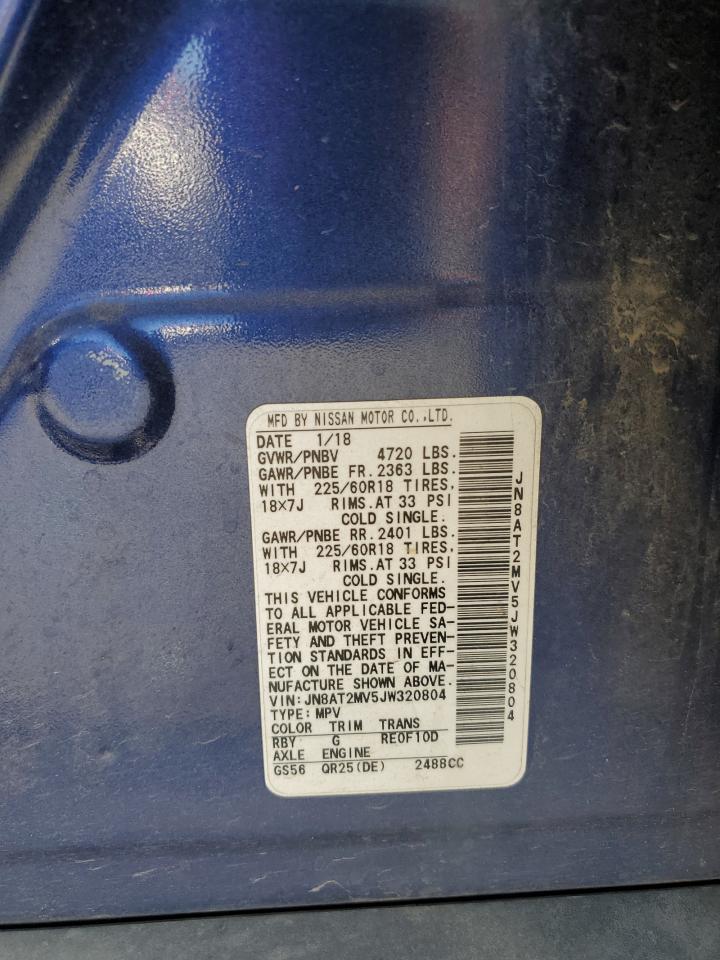 MFD BY NISSAN MOTOR CO.,LTD.
DATE 1/18
GVWR/PNBV 4720 LBS.
GAWR/PNBE FR. 2363 LBS.
WITH 225/60R18 TIRES,
18X7J RIMS.AT 33 PSI
COLD SINGLE.
GAWR/PNBE RR. 2401 LBS.
WITH 225/60R18 TIRES,
18X7J RIMS.AT 33 PSI
COLD SINGLE.
THIS VEHICLE CONFORMS
TO ALL APPLICABLE FED-
ERAL MOTOR VEHICLE SA-
FETY AND THEFT PREVEN-
TION STANDARDS IN EFF-
ECT ON THE DATE OF MA-
NUFACTURE SHOWN ABOVE.
VIN:JN8AT2MV5JW320804
TYPE: MPV
COLOR TRIM TRANS
RBY G RE0F10D
AXLE ENGINE
GS56 QR25(DE) 2488CC
JN8AT2MV5JW320804